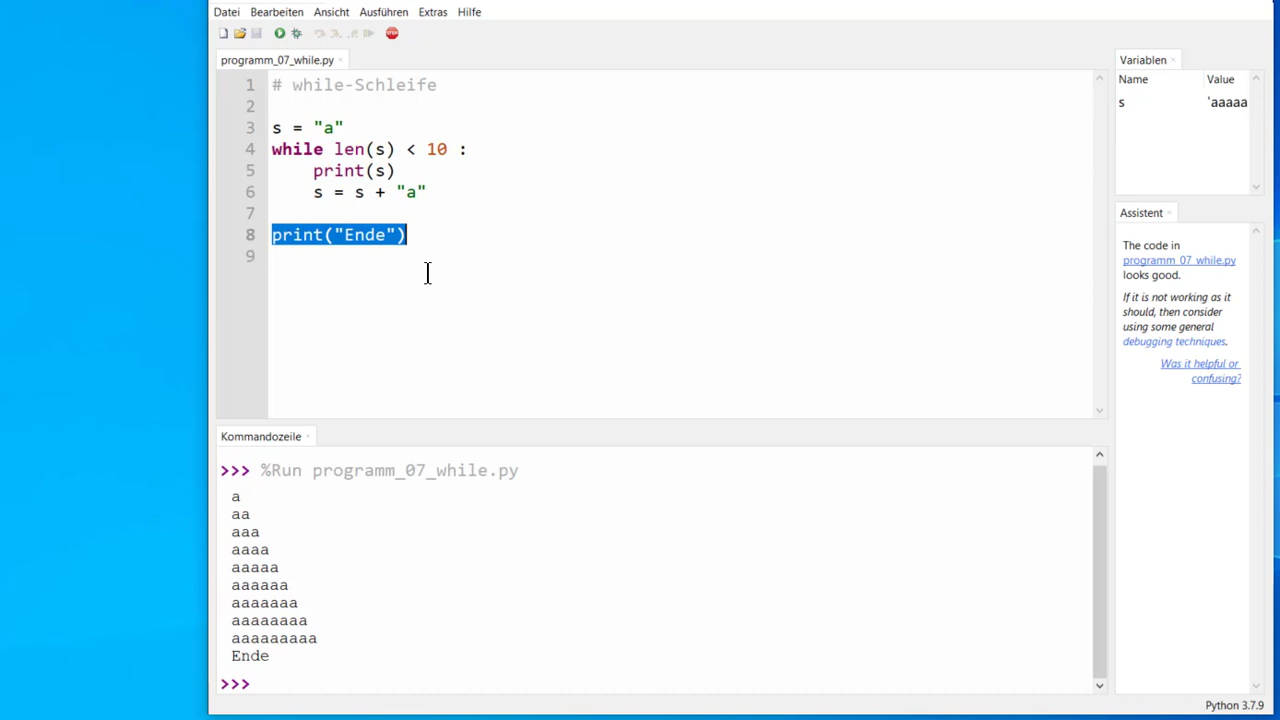 Datei Bearbeiten Ansicht Ausführen Extras Hilfe
STOP
programm_07_while.py ×
1 # while-Schleife
2
3 s = "a"
4 while len(s) < 10 :
5 print(s)
6 s = s + "a"
7
8 print("Ende")
9
Variablen ×
Name Value
s 'aaaaa
Assistent ×
The code in
programm_07_while.py
looks good.
If it is not working as it
should, then consider
using some general
debugging techniques.
Was it helpful or
confusing?
Kommandozeile ×
>>> %Run programm_07_while.py
a
aa
aaa
aaaa
aaaaa
aaaaaa
aaaaaaa
aaaaaaaa
aaaaaaaaa
Ende
>>>
Python 3.7.9